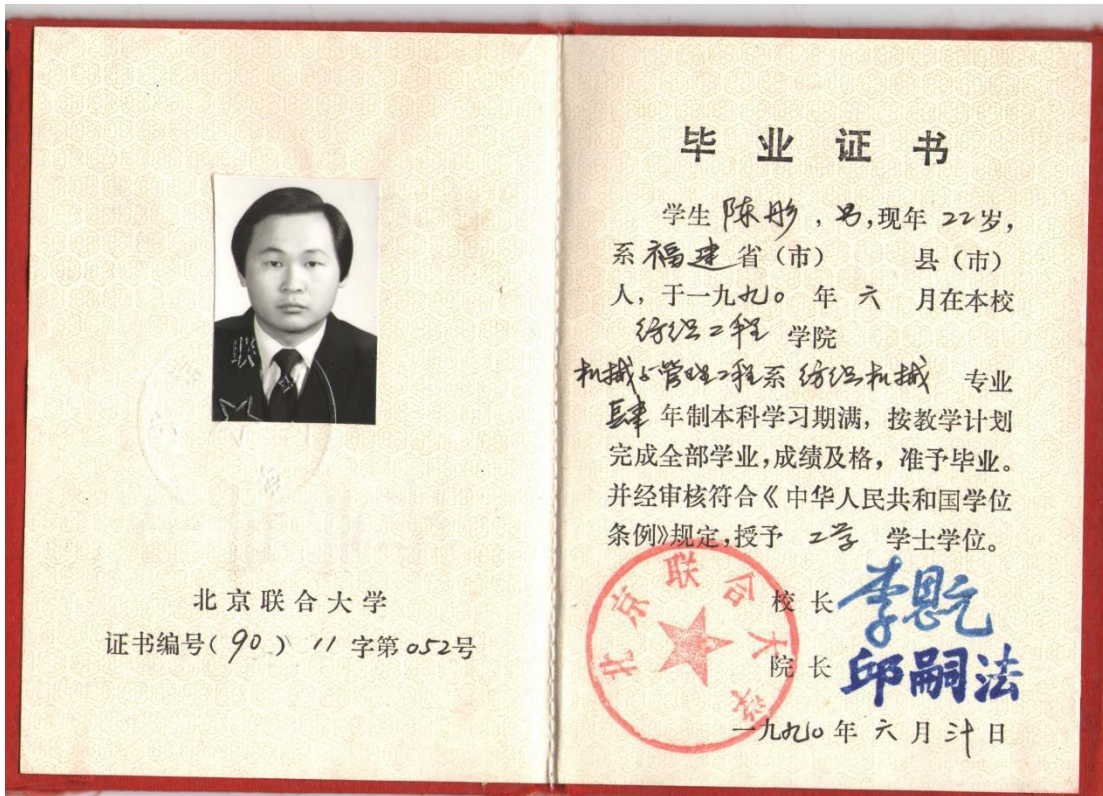 北京联合大学
证书编号(90)11字第052号
毕业证书
学生陈彤,男,现年22岁,
系福建省(市) 县(市)
人,于一九九〇年六月在本校
纺织工程学院
机械与管理工程系纺织机械专业
肆年制本科学习期满,按教学计划
完成全部学业,成绩及格,准予毕业。
并经审核符合《中华人民共和国学位
条例》规定,授予工学学士学位。
校长李恩元
院长邱嗣法
北京联合大学
一九九〇年六月卅日